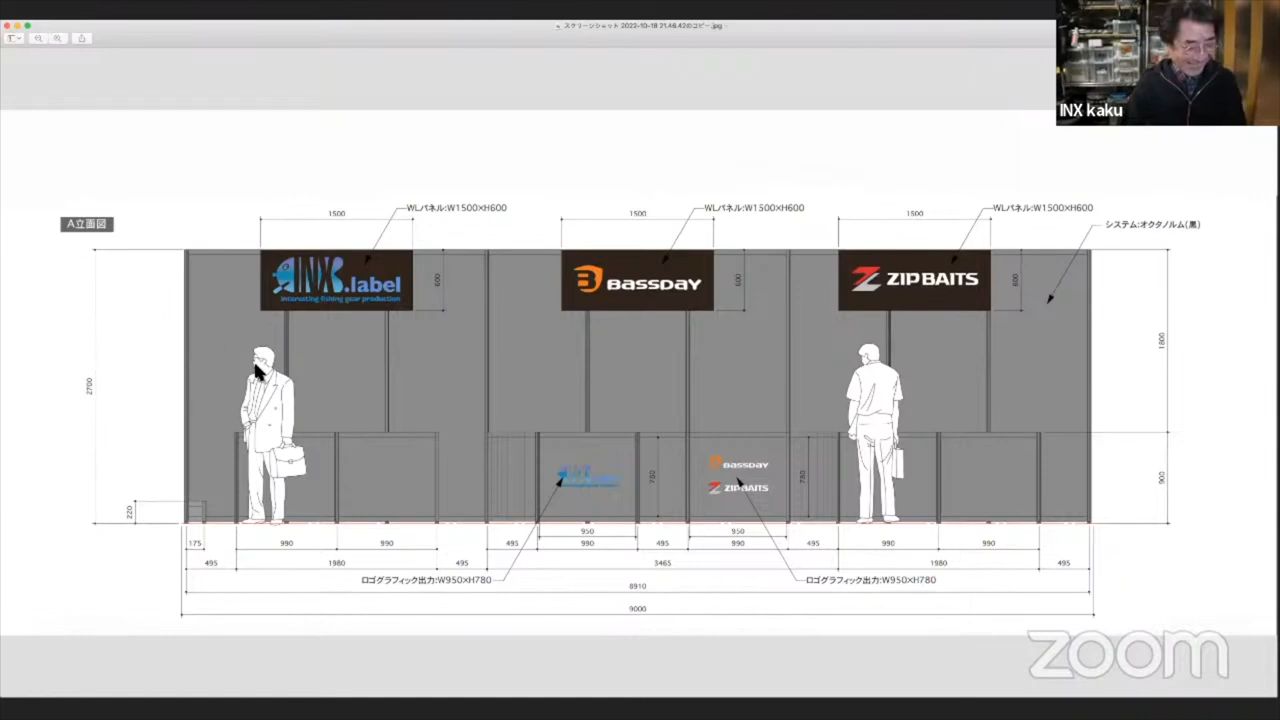 スクリーンショット 2022-10-18 21.46.42のコピー.jpg
INX kaku
A立面図
1500
WLパネル:W1500×H600
1500
WLパネル:W1500×H600
1500
WLパネル:W1500×H600
システム:オクタノルム(黒)
INX.label
interesting fishing gear production
600
BASSDAY
600
ZIPBAITS
600
2700
1800
900
220
INX.label
780
BASSDAY
ZIPBAITS
780
950
950
175
990
990
495
990
495
990
495
990
990
495
1980
495
3465
1980
495
ロゴグラフィック出力:W950×H780
ロゴグラフィック出力:W950×H780
8910
9000
zoom